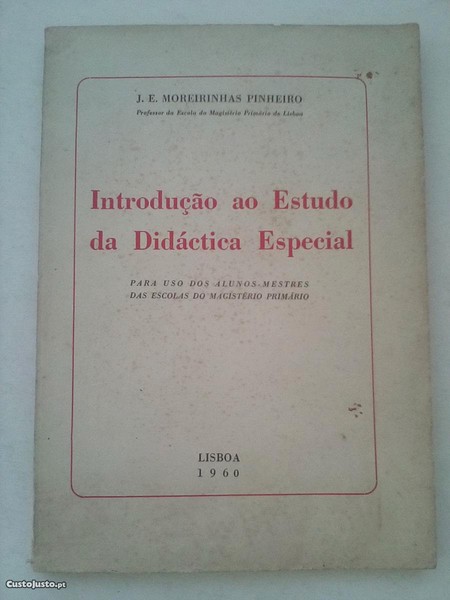 J. E. MOREIRINHAS PINHEIRO
Professor da Escola do Magistério Primário de Lisboa
Introdução ao Estudo
da Didáctica Especial
PARA USO DOS ALUNOS-MESTRES
DAS ESCOLAS DO MAGISTÉRIO PRIMÁRIO
LISBOA
1960
CustoJusto.pt